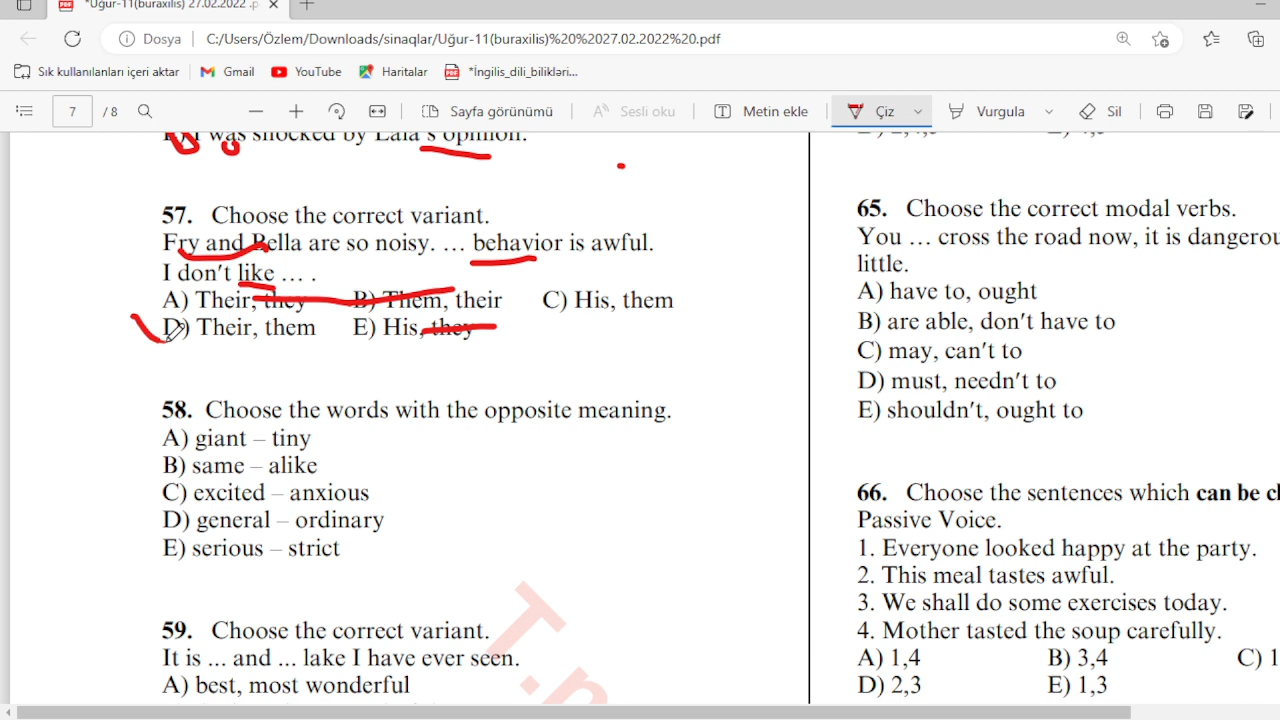 *Uğur-11(buraxilis) 27.02.2022 .p
Dosya C:/Users/Özlem/Downloads/sinaqlar/Uğur-11(buraxilis)%20%2027.02.2022%20.pdf
Sık kullanılanları içeri aktar Gmail YouTube Haritalar *İngilis_dili_bilikləri...
7 / 8 Sayfa görünümü Sesli oku Metin ekle Çiz Vurgula Sil
I was shocked by Lala's opinion.
57. Choose the correct variant.
Fry and Bella are so noisy. … behavior is awful.
I don't like … .
A) Their, they B) Them, their C) His, them
D) Their, them E) His, they
58. Choose the words with the opposite meaning.
A) giant – tiny
B) same – alike
C) excited – anxious
D) general – ordinary
E) serious – strict
59. Choose the correct variant.
It is ... and ... lake I have ever seen.
A) best, most wonderful
65. Choose the correct modal verbs.
You … cross the road now, it is dangerou
little.
A) have to, ought
B) are able, don't have to
C) may, can't to
D) must, needn't to
E) shouldn't, ought to
66. Choose the sentences which can be cl
Passive Voice.
1. Everyone looked happy at the party.
2. This meal tastes awful.
3. We shall do some exercises today.
4. Mother tasted the soup carefully.
A) 1,4 B) 3,4 C) 1
D) 2,3 E) 1,3